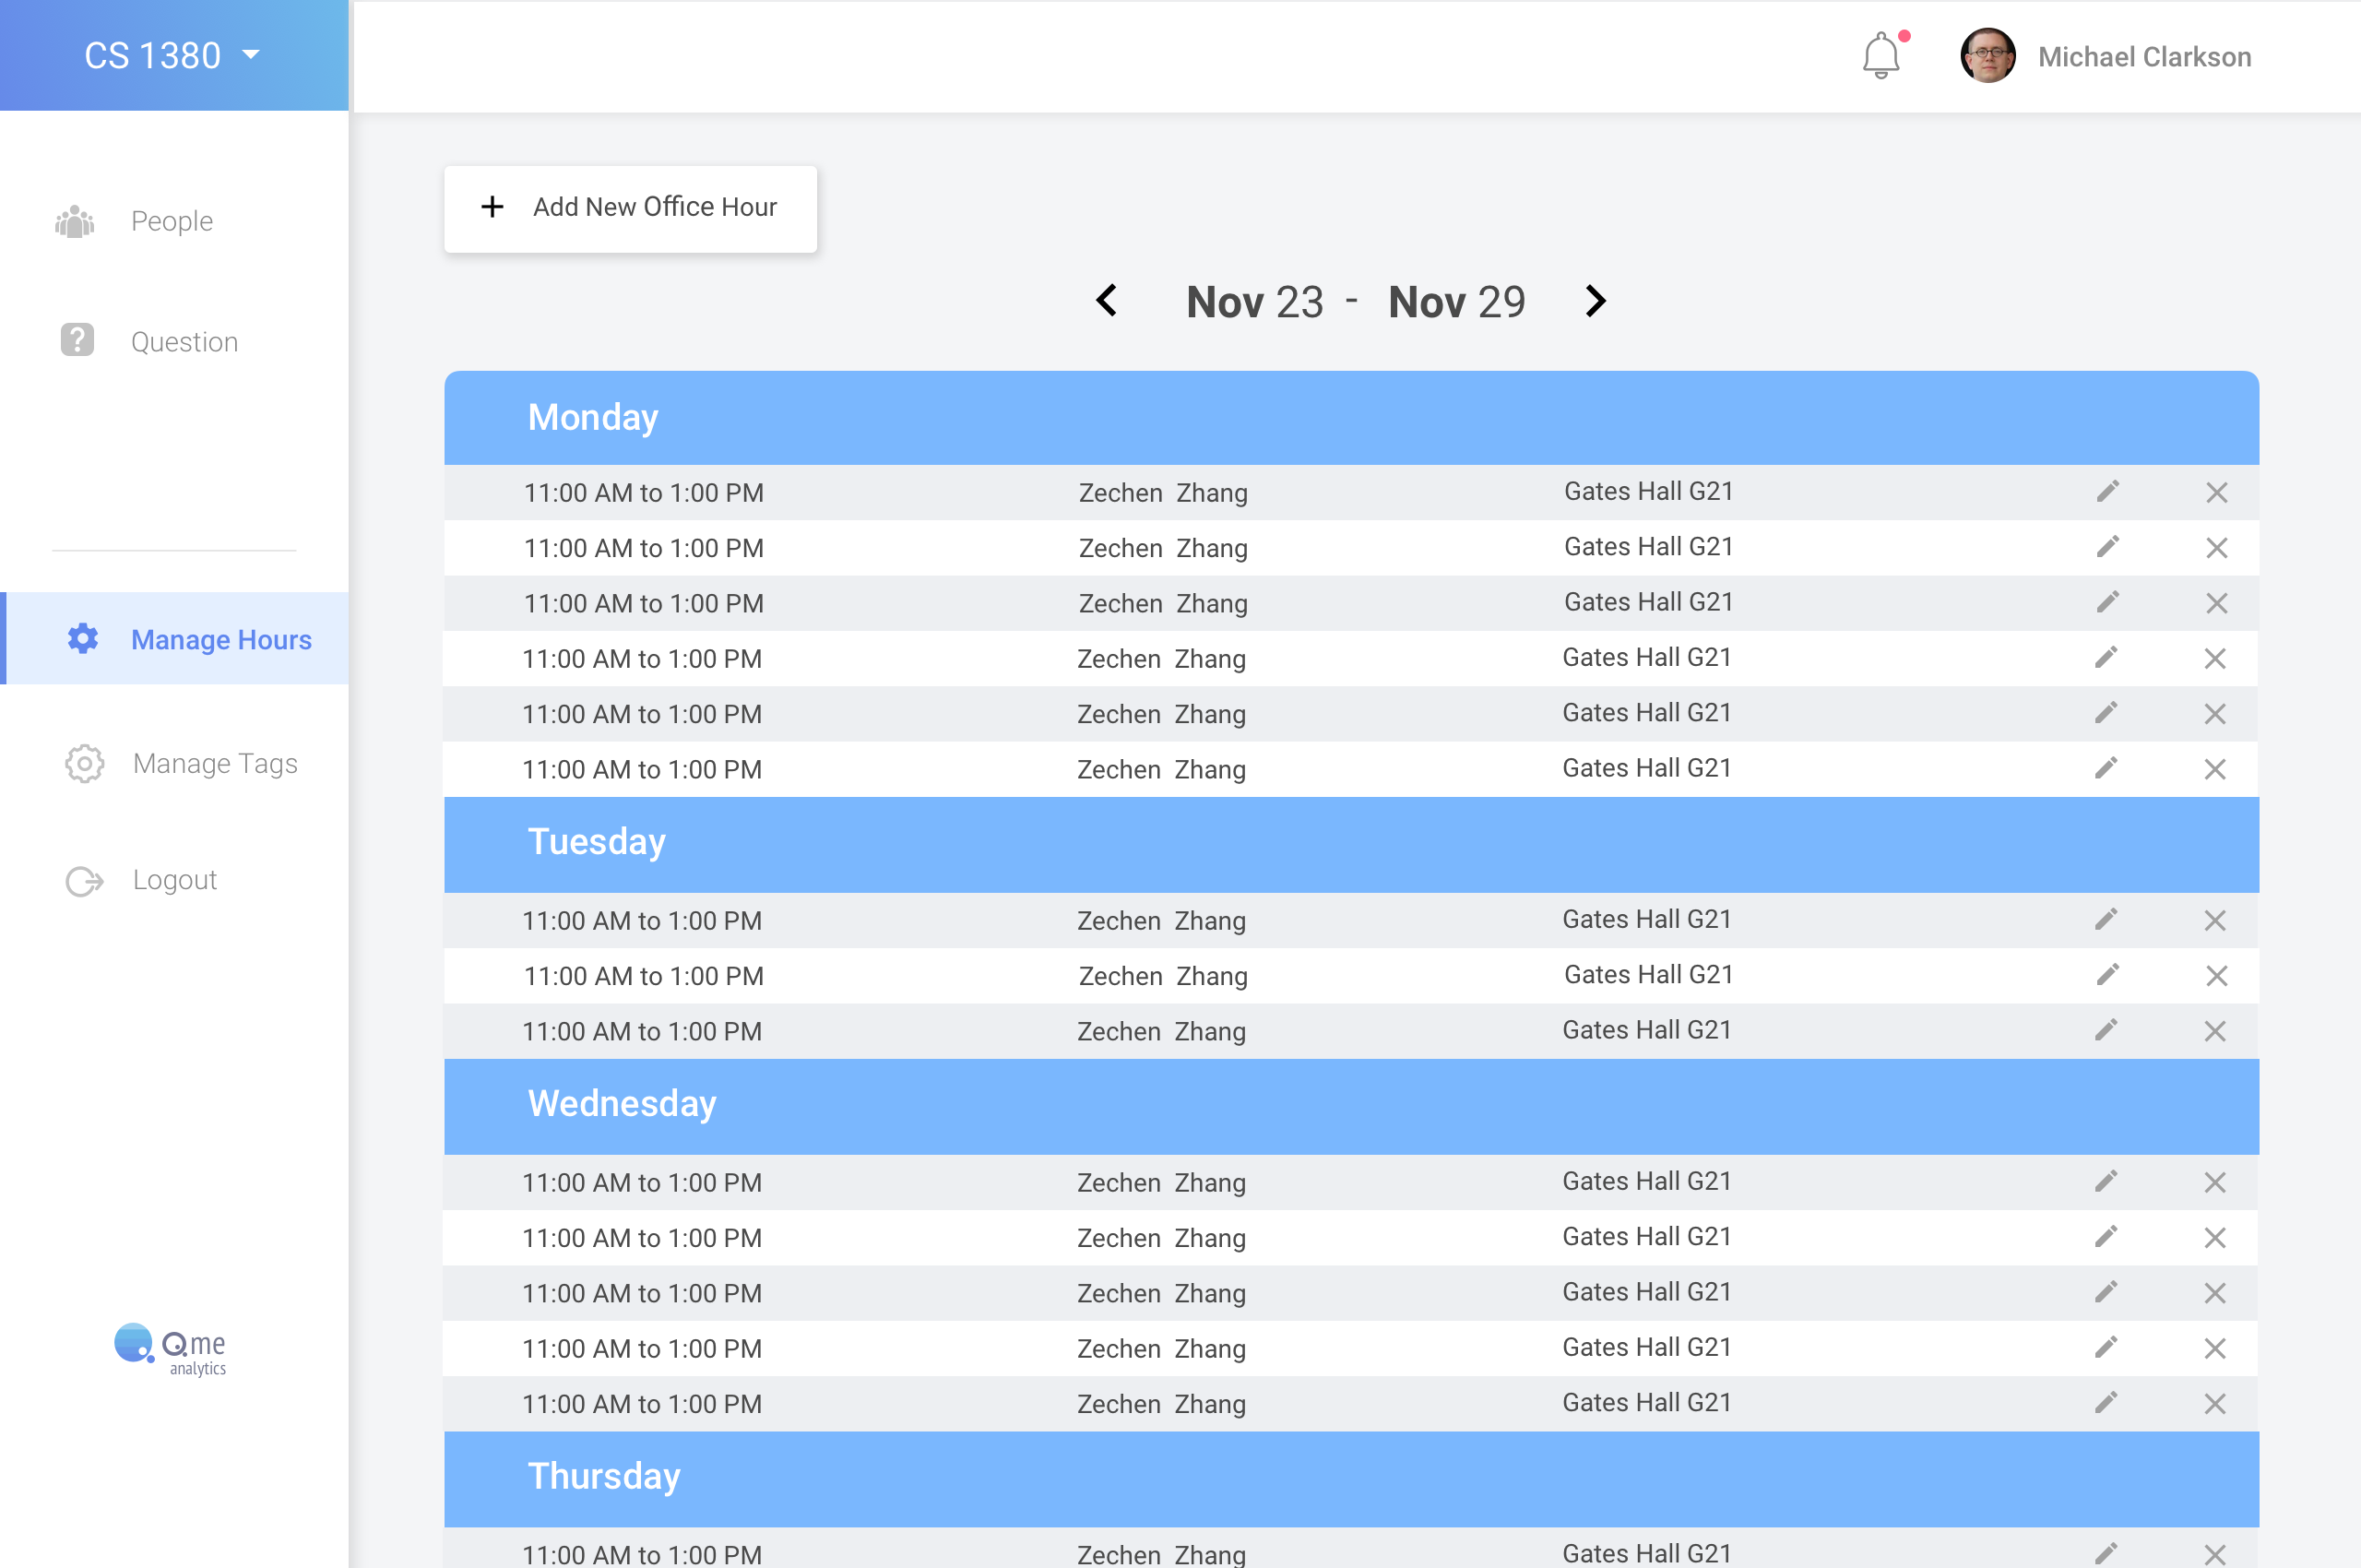 CS 1380
Michael Clarkson
People
Question
Manage Hours
Manage Tags
Logout
Qme
analytics
Add New Office Hour
Nov 23 - Nov 29
Monday
11:00 AM to 1:00 PM Zechen Zhang Gates Hall G21
11:00 AM to 1:00 PM Zechen Zhang Gates Hall G21
11:00 AM to 1:00 PM Zechen Zhang Gates Hall G21
11:00 AM to 1:00 PM Zechen Zhang Gates Hall G21
11:00 AM to 1:00 PM Zechen Zhang Gates Hall G21
11:00 AM to 1:00 PM Zechen Zhang Gates Hall G21
Tuesday
11:00 AM to 1:00 PM Zechen Zhang Gates Hall G21
11:00 AM to 1:00 PM Zechen Zhang Gates Hall G21
11:00 AM to 1:00 PM Zechen Zhang Gates Hall G21
Wednesday
11:00 AM to 1:00 PM Zechen Zhang Gates Hall G21
11:00 AM to 1:00 PM Zechen Zhang Gates Hall G21
11:00 AM to 1:00 PM Zechen Zhang Gates Hall G21
11:00 AM to 1:00 PM Zechen Zhang Gates Hall G21
11:00 AM to 1:00 PM Zechen Zhang Gates Hall G21
Thursday
11:00 AM to 1:00 PM Zechen Zhang Gates Hall G21